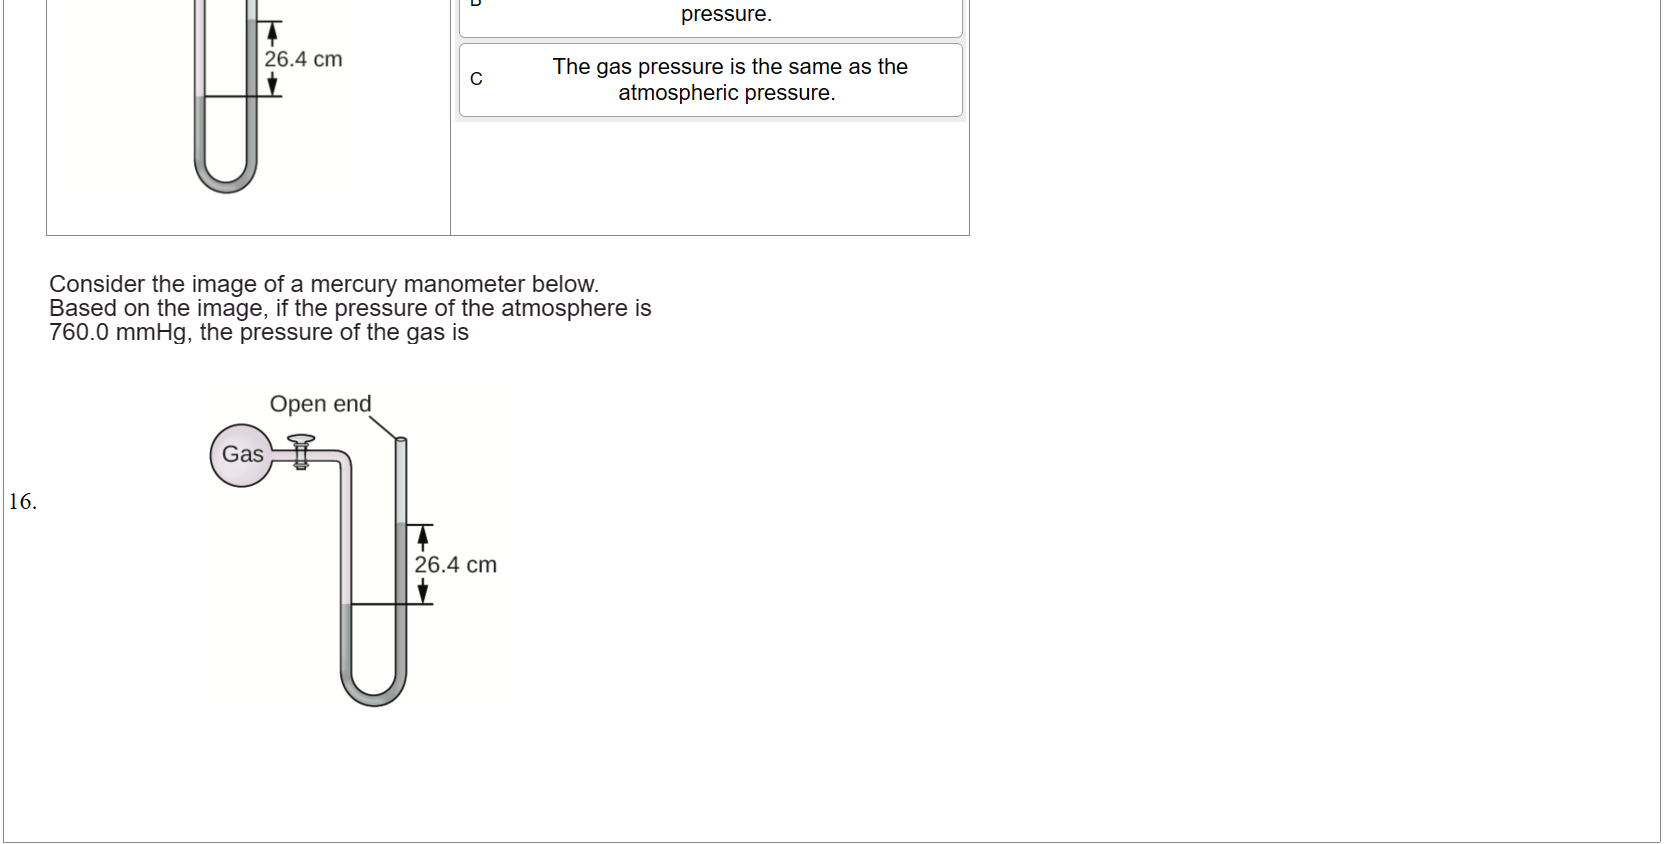 pressure.
26.4 cm
C
The gas pressure is the same as the
atmospheric pressure.
Consider the image of a mercury manometer below.
Based on the image, if the pressure of the atmosphere is
760.0 mmHg, the pressure of the gas is
Open end
Gas
16.
26.4 cm